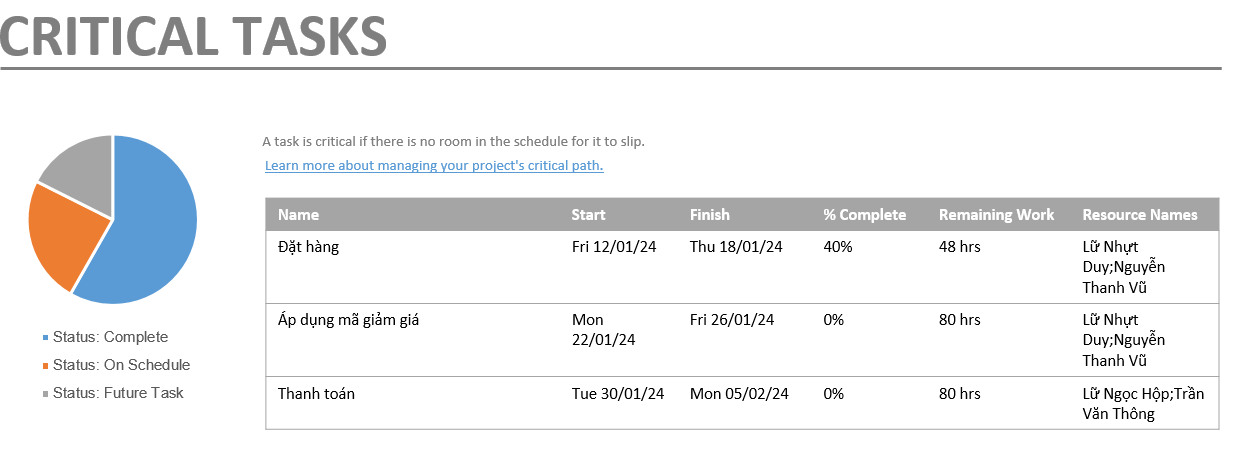 CRITICAL TASKS
A task is critical if there is no room in the schedule for it to slip.
Learn more about managing your project's critical path.
Name Start Finish % Complete Remaining Work Resource Names
Đặt hàng Fri 12/01/24 Thu 18/01/24 40% 48 hrs Lữ Nhựt
Duy;Nguyễn
Thanh Vũ
Áp dụng mã giảm giá Mon Fri 26/01/24 0% 80 hrs Lữ Nhựt
22/01/24 Duy;Nguyễn
Thanh Vũ
Thanh toán Tue 30/01/24 Mon 05/02/24 0% 80 hrs Lữ Ngọc Hộp;Trần
Văn Thông
Status: Complete
Status: On Schedule
Status: Future Task